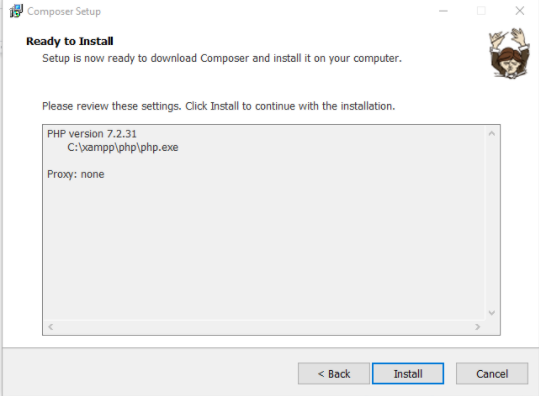 Composer Setup
Ready to Install
Setup is now ready to download Composer and install it on your computer.
Please review these settings. Click Install to continue with the installation.
PHP version 7.2.31
C:\xampp\php\php.exe
Proxy: none
< Back
Install
Cancel